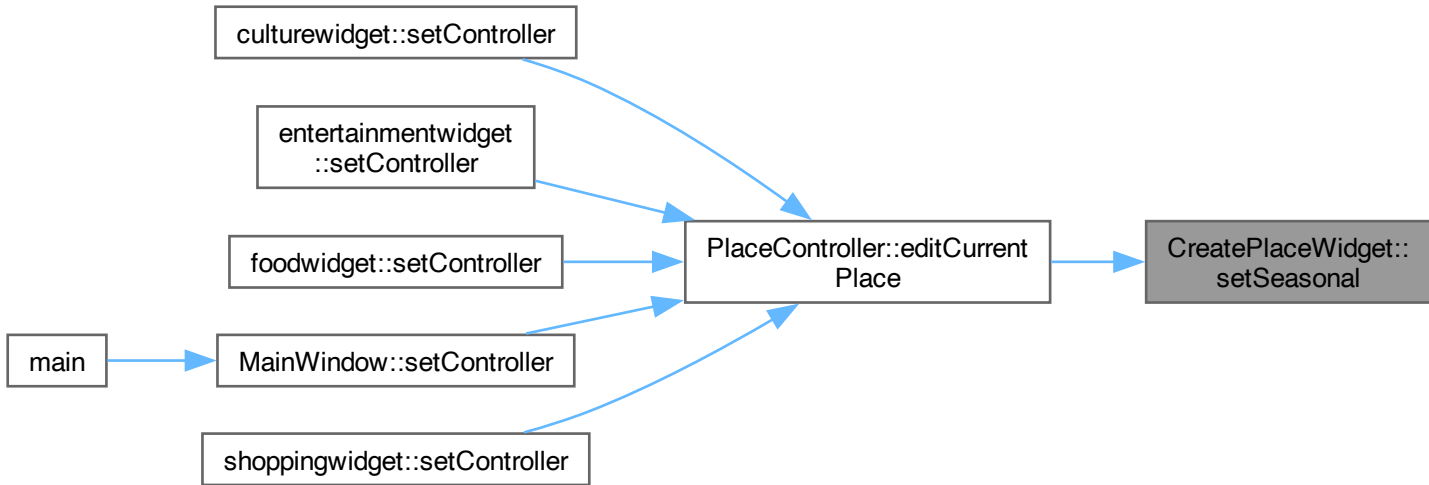 culturewidget::setController
entertainmentwidget
::setController
foodwidget::setController
main
MainWindow::setController
shoppingwidget::setController
PlaceController::editCurrent
Place
CreatePlaceWidget::
setSeasonal